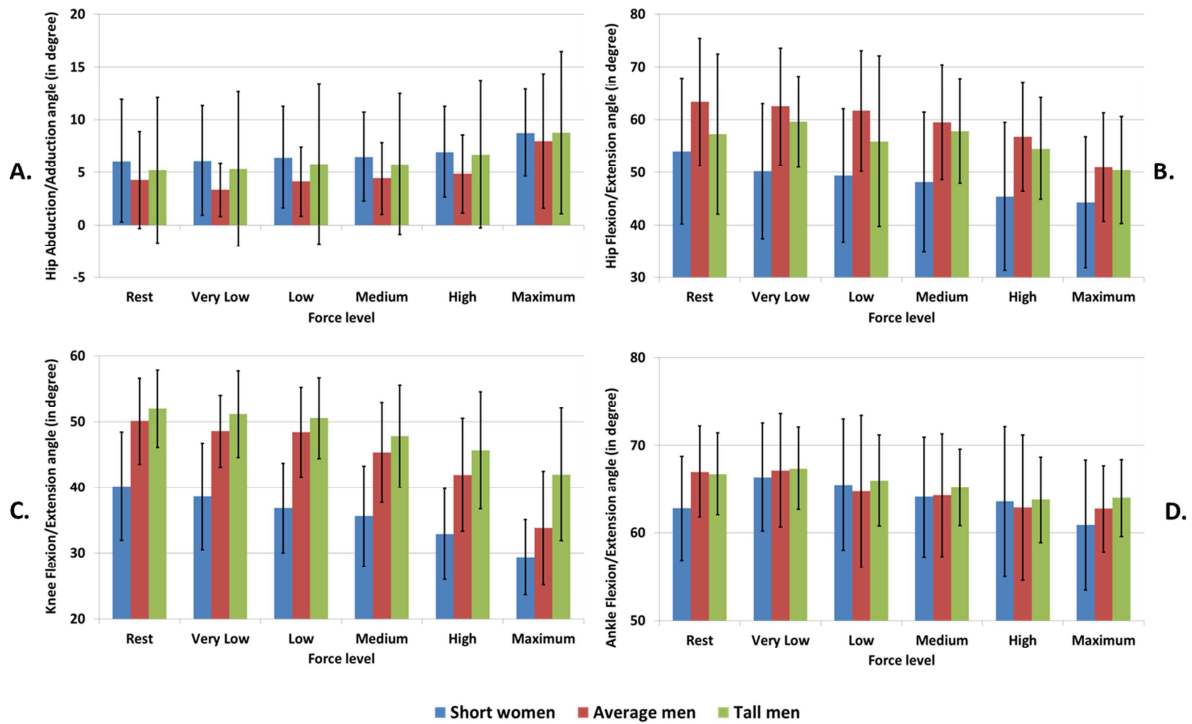 A.
Hip Abduction/Adduction angle (in degree)
20
15
10
5
0
-5
Rest Very Low Low Medium High Maximum
Force level
B.
Hip Flexion/Extension angle (in degree)
80
70
60
50
40
30
Rest Very Low Low Medium High Maximum
Force level
C.
Knee Flexion/Extension angle (in degree)
60
50
40
30
20
Rest Very Low Low Medium High Maximum
Force level
D.
Ankle Flexion/Extension angle (in degree)
80
70
60
50
Rest Very Low Low Medium High Maximum
Force level
Short women Average men Tall men